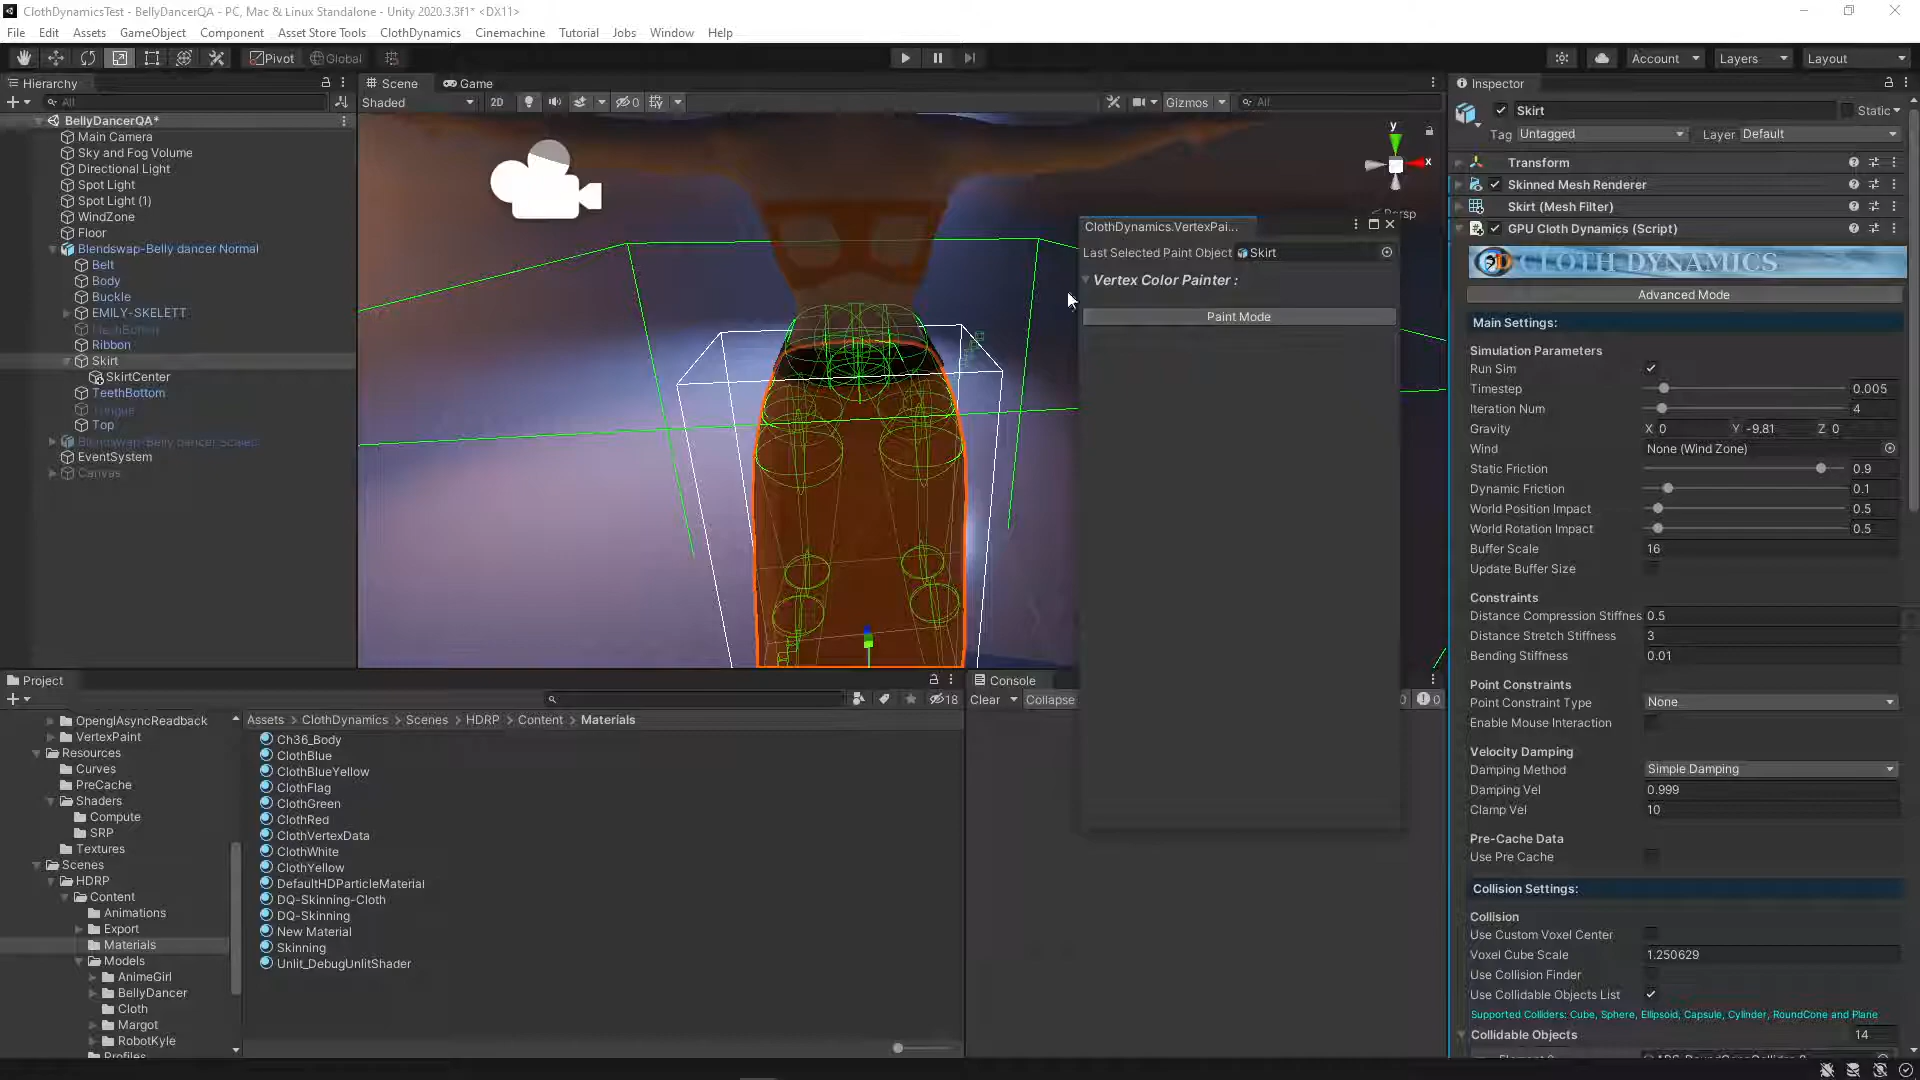 ClothDynamicsTest - BellyDancerQA - PC, Mac & Linux Standalone - Unity 2020.3.3f1* <DX11>
File Edit Assets GameObject Component Asset Store Tools ClothDynamics Cinemachine Tutorial Jobs Window Help
Pivot Global Account Layers Layout
Hierarchy
All
BellyDancerQA*
Main Camera
Sky and Fog Volume
Directional Light
Spot Light
Spot Light (1)
WindZone
Floor
Blendswap-Belly dancer Normal
Belt
Body
Buckle
EMILY-SKELETT
Ribbon
Skirt
SkirtCenter
TeethBottom
Tongue
Top
EventSystem
Canvas
Scene Game
Shaded 2D 0 Gizmos All
y
x
Persp
ClothDynamics.VertexPai...
Last Selected Paint Object Skirt
Vertex Color Painter :
Paint Mode
Inspector
Skirt Static
Tag Untagged Layer Default
Transform
Skinned Mesh Renderer
Skirt (Mesh Filter)
GPU Cloth Dynamics (Script)
CLOTH DYNAMICS
Advanced Mode
Main Settings:
Simulation Parameters
Run Sim
Timestep 0.005
Iteration Num 4
Gravity X 0 Y -9.81 Z 0
Wind None (Wind Zone)
Static Friction 0.9
Dynamic Friction 0.1
World Position Impact 0.5
World Rotation Impact 0.5
Buffer Scale 16
Update Buffer Size
Constraints
Distance Compression Stiffnes 0.5
Distance Stretch Stiffness 3
Bending Stiffness 0.01
Point Constraints
Point Constraint Type None
Enable Mouse Interaction
Velocity Damping
Damping Method Simple Damping
Damping Vel 0.999
Clamp Vel 10
Pre-Cache Data
Use Pre Cache
Collision Settings:
Collision
Use Custom Voxel Center
Voxel Cube Scale 1.250629
Use Collision Finder
Use Collidable Objects List
Supported Colliders: Cube, Sphere, Ellipsoid, Capsule, Cylinder, RoundCone and Plane
Collidable Objects 14
Project
18
OpenglAsyncReadback
VertexPaint
Resources
Curves
PreCache
Shaders
Compute
SRP
Textures
Scenes
HDRP
Content
Animations
Export
Materials
Models
AnimeGirl
BellyDancer
Cloth
Margot
RobotKyle
Profiles
Assets > ClothDynamics > Scenes > HDRP > Content > Materials
Ch36_Body
ClothBlue
ClothBlueYellow
ClothFlag
ClothGreen
ClothRed
ClothVertexData
ClothWhite
ClothYellow
DefaultHDParticleMaterial
DQ-Skinning-Cloth
DQ-Skinning
New Material
Skinning
Unlit_DebugUnlitShader
Console
Clear Collapse 0